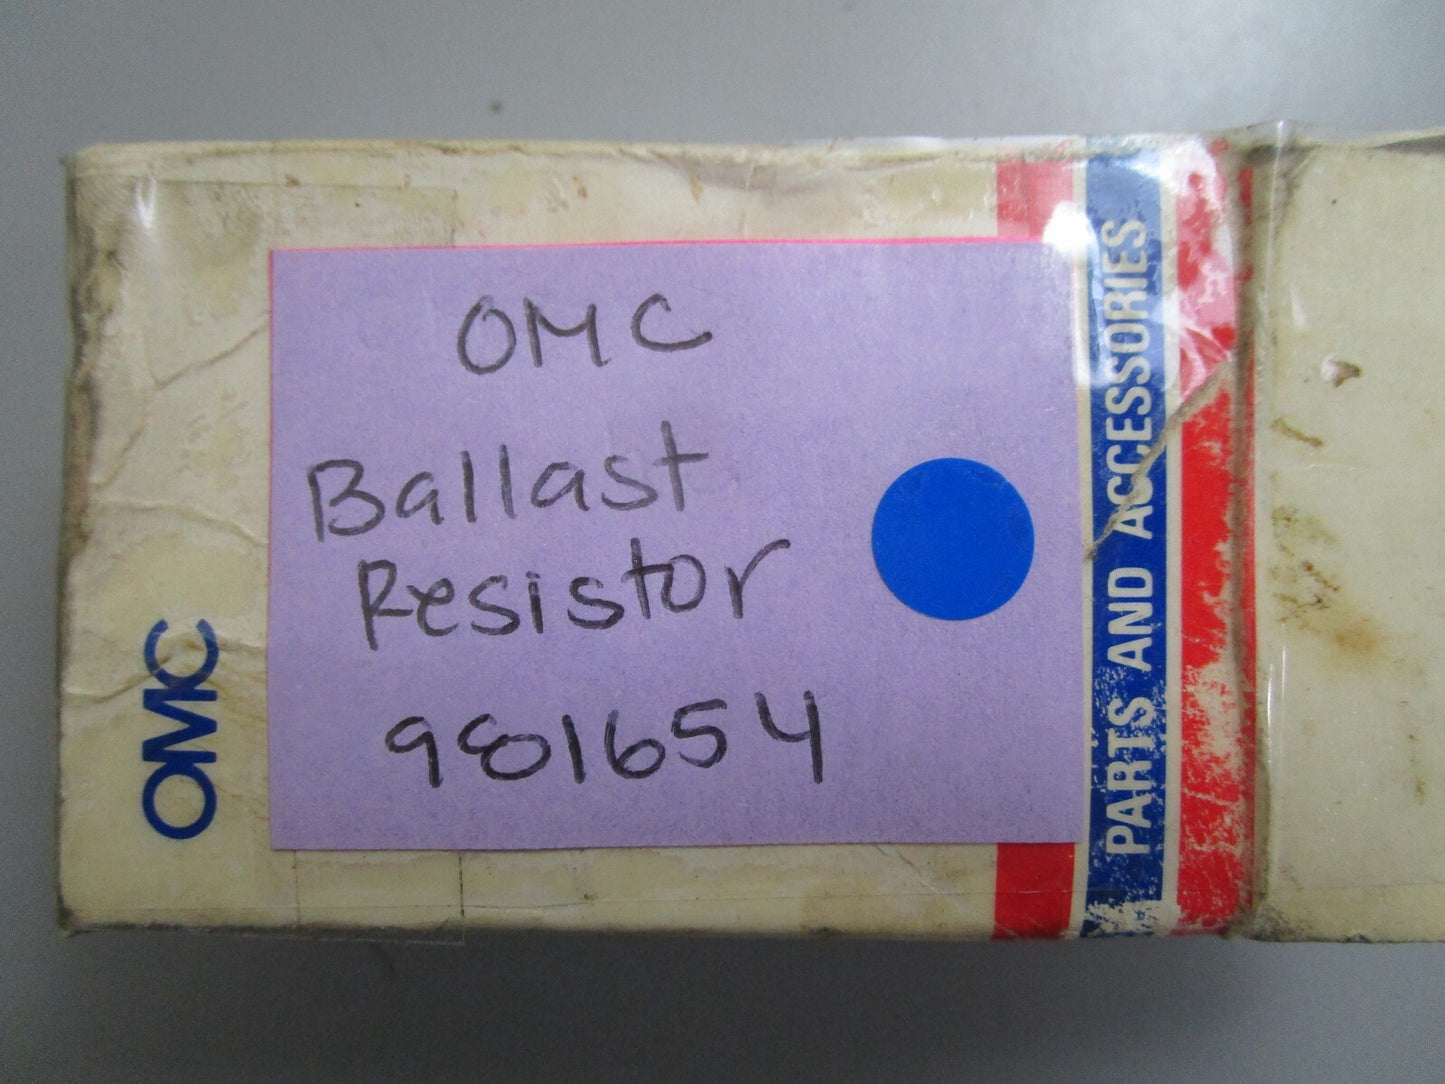 OMC
Ballast
Resistor
981654
OMC
PARTS AND ACCESSORIES